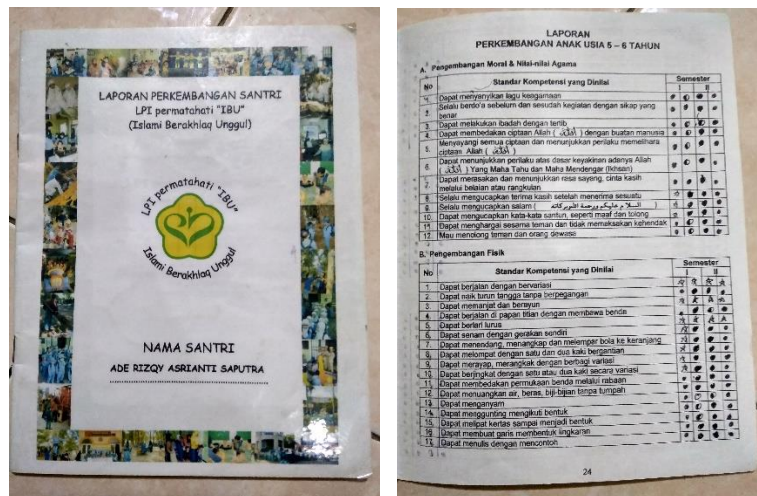 LAPORAN PERKEMBANGAN SANTRI
LPI permatahati "IBU"
(Islami Berakhlaq Unggul)
LPI permatahati "IBU"
Islami Berakhlaq Unggul
NAMA SANTRI
ADE RIZQY ASRIANTI SAPUTRA
LAPORAN
PERKEMBANGAN ANAK USIA 5 – 6 TAHUN
A. Pengembangan Moral & Nilai-nilai Agama
No Standar Kompetensi yang Dinilai Semester
I II
1. Dapat menyanyikan lagu keagamaan
2. Selalu berdo'a sebelum dan sesudah kegiatan dengan sikap yang
benar
3. Dapat melakukan ibadah dengan tertib
4. Dapat membedakan ciptaan Allah ( ) dengan buatan manusia
5. Menyayangi semua ciptaan dan menunjukkan perilaku memelihara
ciptaan Allah ( )
6. Dapat menunjukkan perilaku atas dasar keyakinan adanya Allah
( ) Yang Maha Tahu dan Maha Mendengar (Ikhsan)
7. Dapat merasakan dan menunjukkan rasa sayang, cinta kasih
melalui belaian atau rangkulan
8. Selalu mengucapkan terima kasih setelah menerima sesuatu
9. Selalu mengucapkan salam ( )
10. Dapat mengucapkan kata-kata santun, seperti maaf dan tolong
11. Dapat menghargai sesama teman dan tidak memaksakan kehendak
12. Mau menolong teman dan orang dewasa
B. Pengembangan Fisik
No Standar Kompetensi yang Dinilai Semester
I II
1. Dapat berjalan dengan bervariasi
2. Dapat naik turun tangga tanpa berpegangan
3. Dapat memanjat dan berayun
4. Dapat berjalan di papan titian dengan membawa benda
5. Dapat berlari lurus
6. Dapat senam dengan gerakan sendiri
7. Dapat menendang, menangkap dan melempar bola ke keranjang
8. Dapat melompat dengan satu dan dua kaki bergantian
9. Dapat merayap, merangkak dengan berbagai variasi
10. Dapat berjingkat dengan satu atau dua kaki secara variasi
11. Dapat membedakan permukaan benda melalui rabaan
12. Dapat menuangkan air, beras, biji-bijian tanpa tumpah
13. Dapat menganyam
14. Dapat menggunting mengikuti bentuk
15. Dapat melipat kertas sampai menjadi bentuk
16. Dapat membuat garis membentuk lingkaran
17. Dapat menulis dengan mencontoh
24